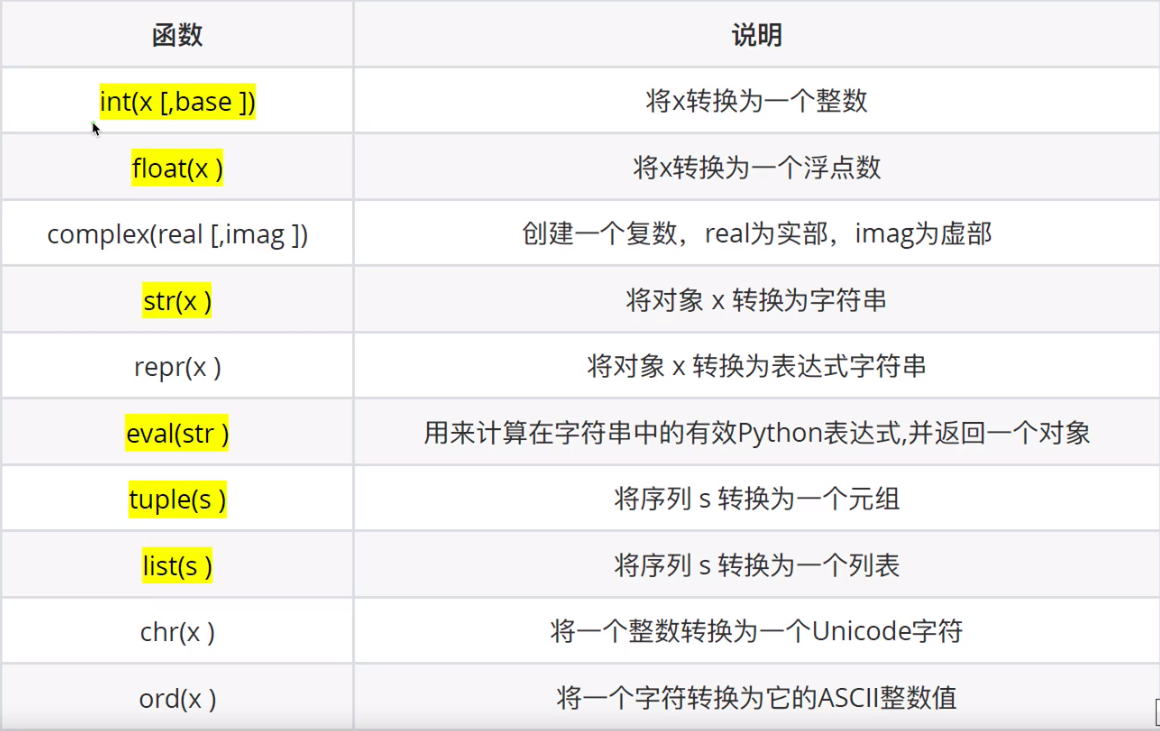 函数 说明
int(x [,base ]) 将x转换为一个整数
float(x ) 将x转换为一个浮点数
complex(real [,imag ]) 创建一个复数，real为实部，imag为虚部
str(x ) 将对象 x 转换为字符串
repr(x ) 将对象 x 转换为表达式字符串
eval(str ) 用来计算在字符串中的有效Python表达式,并返回一个对象
tuple(s ) 将序列 s 转换为一个元组
list(s ) 将序列 s 转换为一个列表
chr(x ) 将一个整数转换为一个Unicode字符
ord(x ) 将一个字符转换为它的ASCII整数值